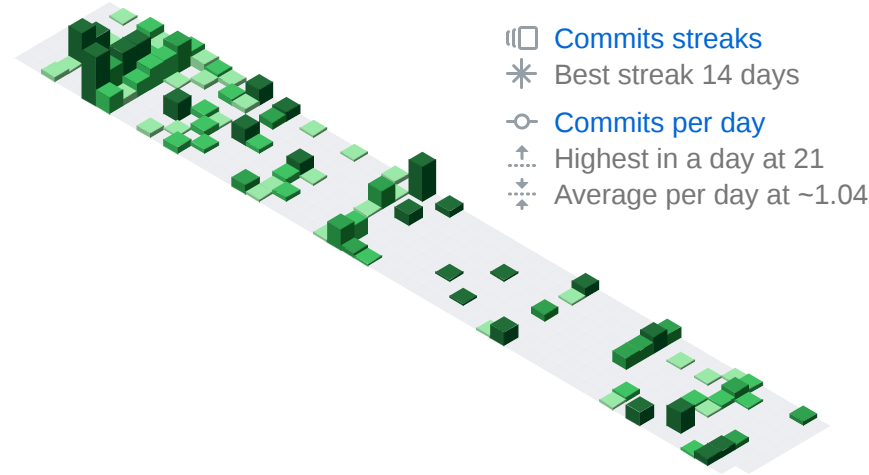 Commits streaks
Best streak 14 days
Commits per day
Highest in a day at 21
Average per day at ~1.04